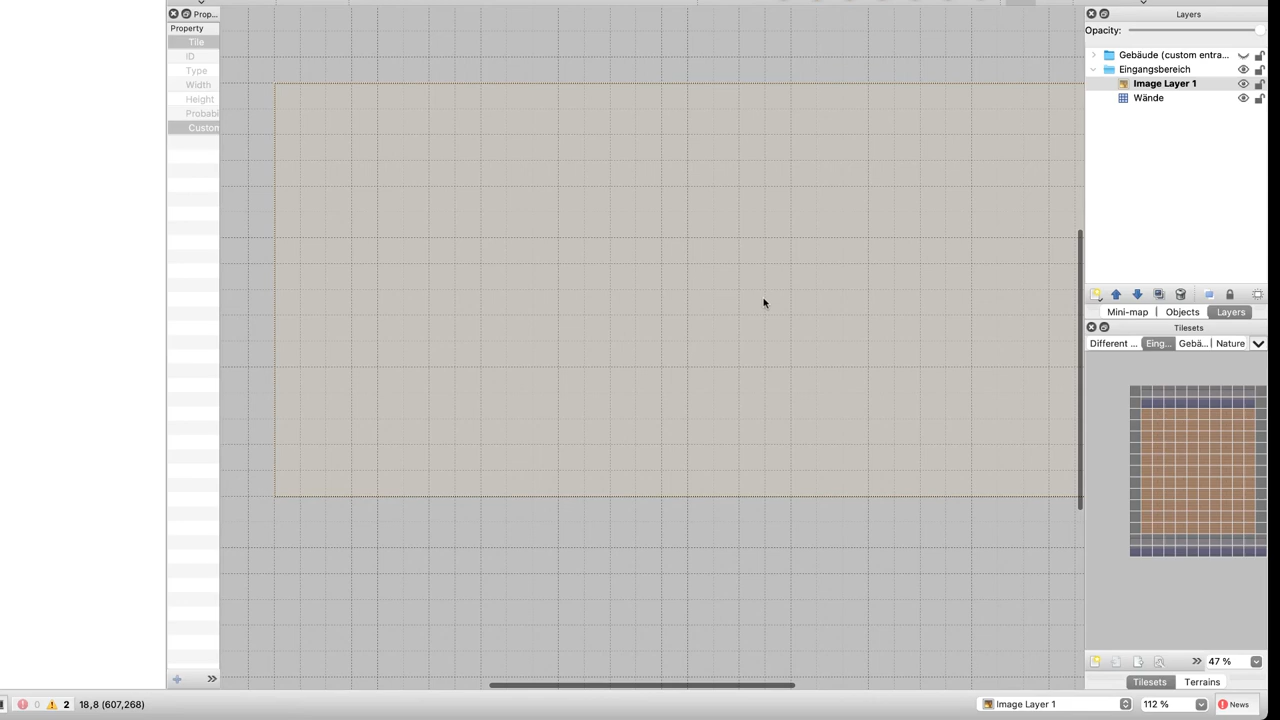 Prop...
Property
Tile
ID
Type
Width
Height
Probabi
Custon
Layers
Opacity:
Gebäude (custom entra...
Eingangsbereich
Image Layer 1
Wände
Mini-map
Objects
Layers
Tilesets
Different ...
Eing...
Gebä...
Nature
47 %
Tilesets
Terrains
0
2
18,8 (607,268)
Image Layer 1
112 %
News